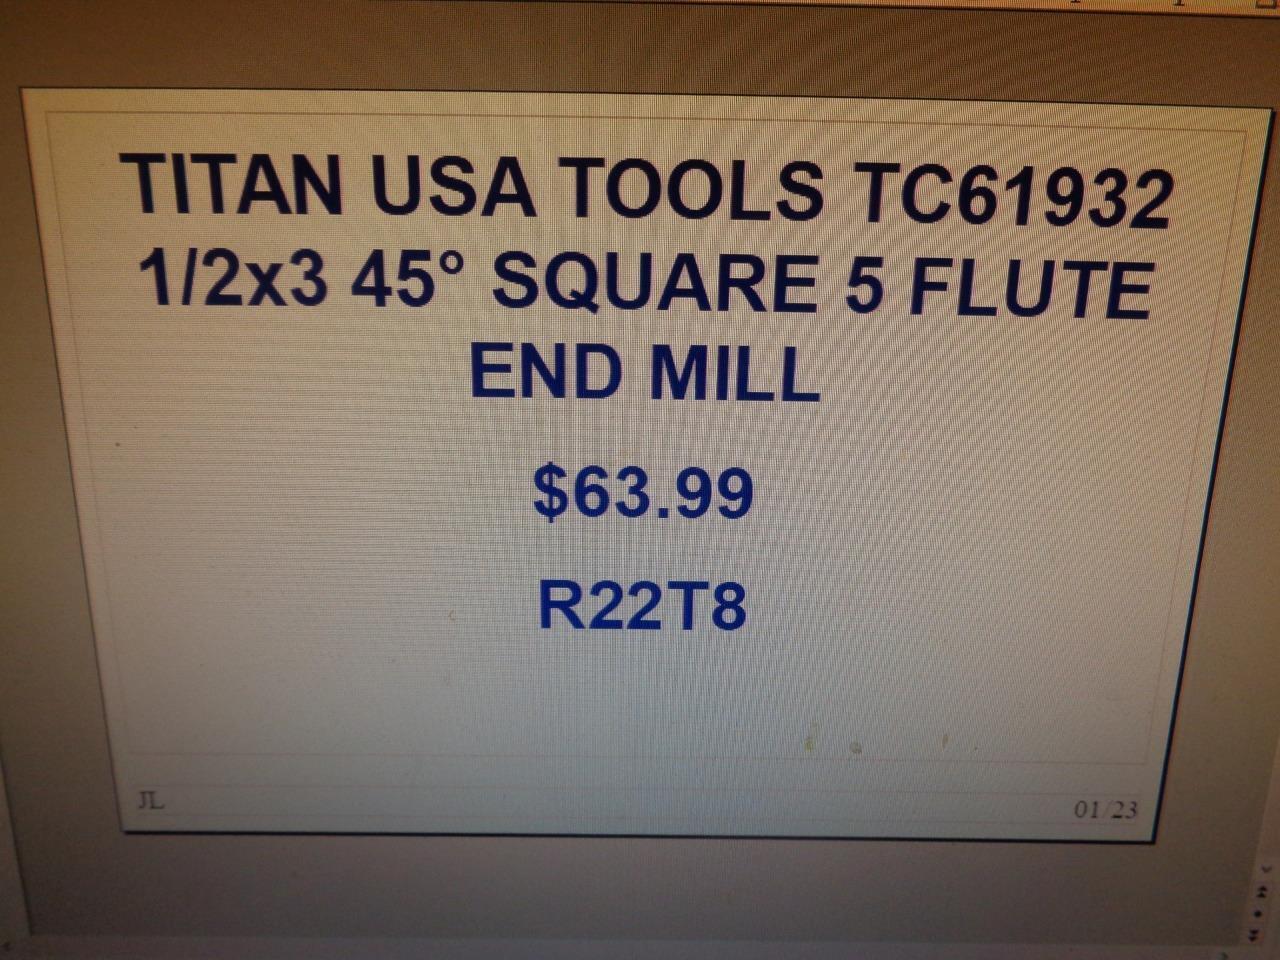 TITAN USA TOOLS TC61932
1/2x3 45° SQUARE 5 FLUTE
END MILL
$63.99
R22T8
JL
01/23